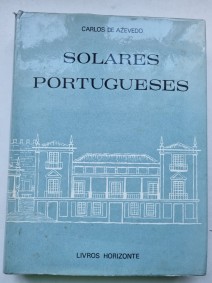 CARLOS DE AZEVEDO
SOLARES
PORTUGUESES
LIVROS HORIZONTE